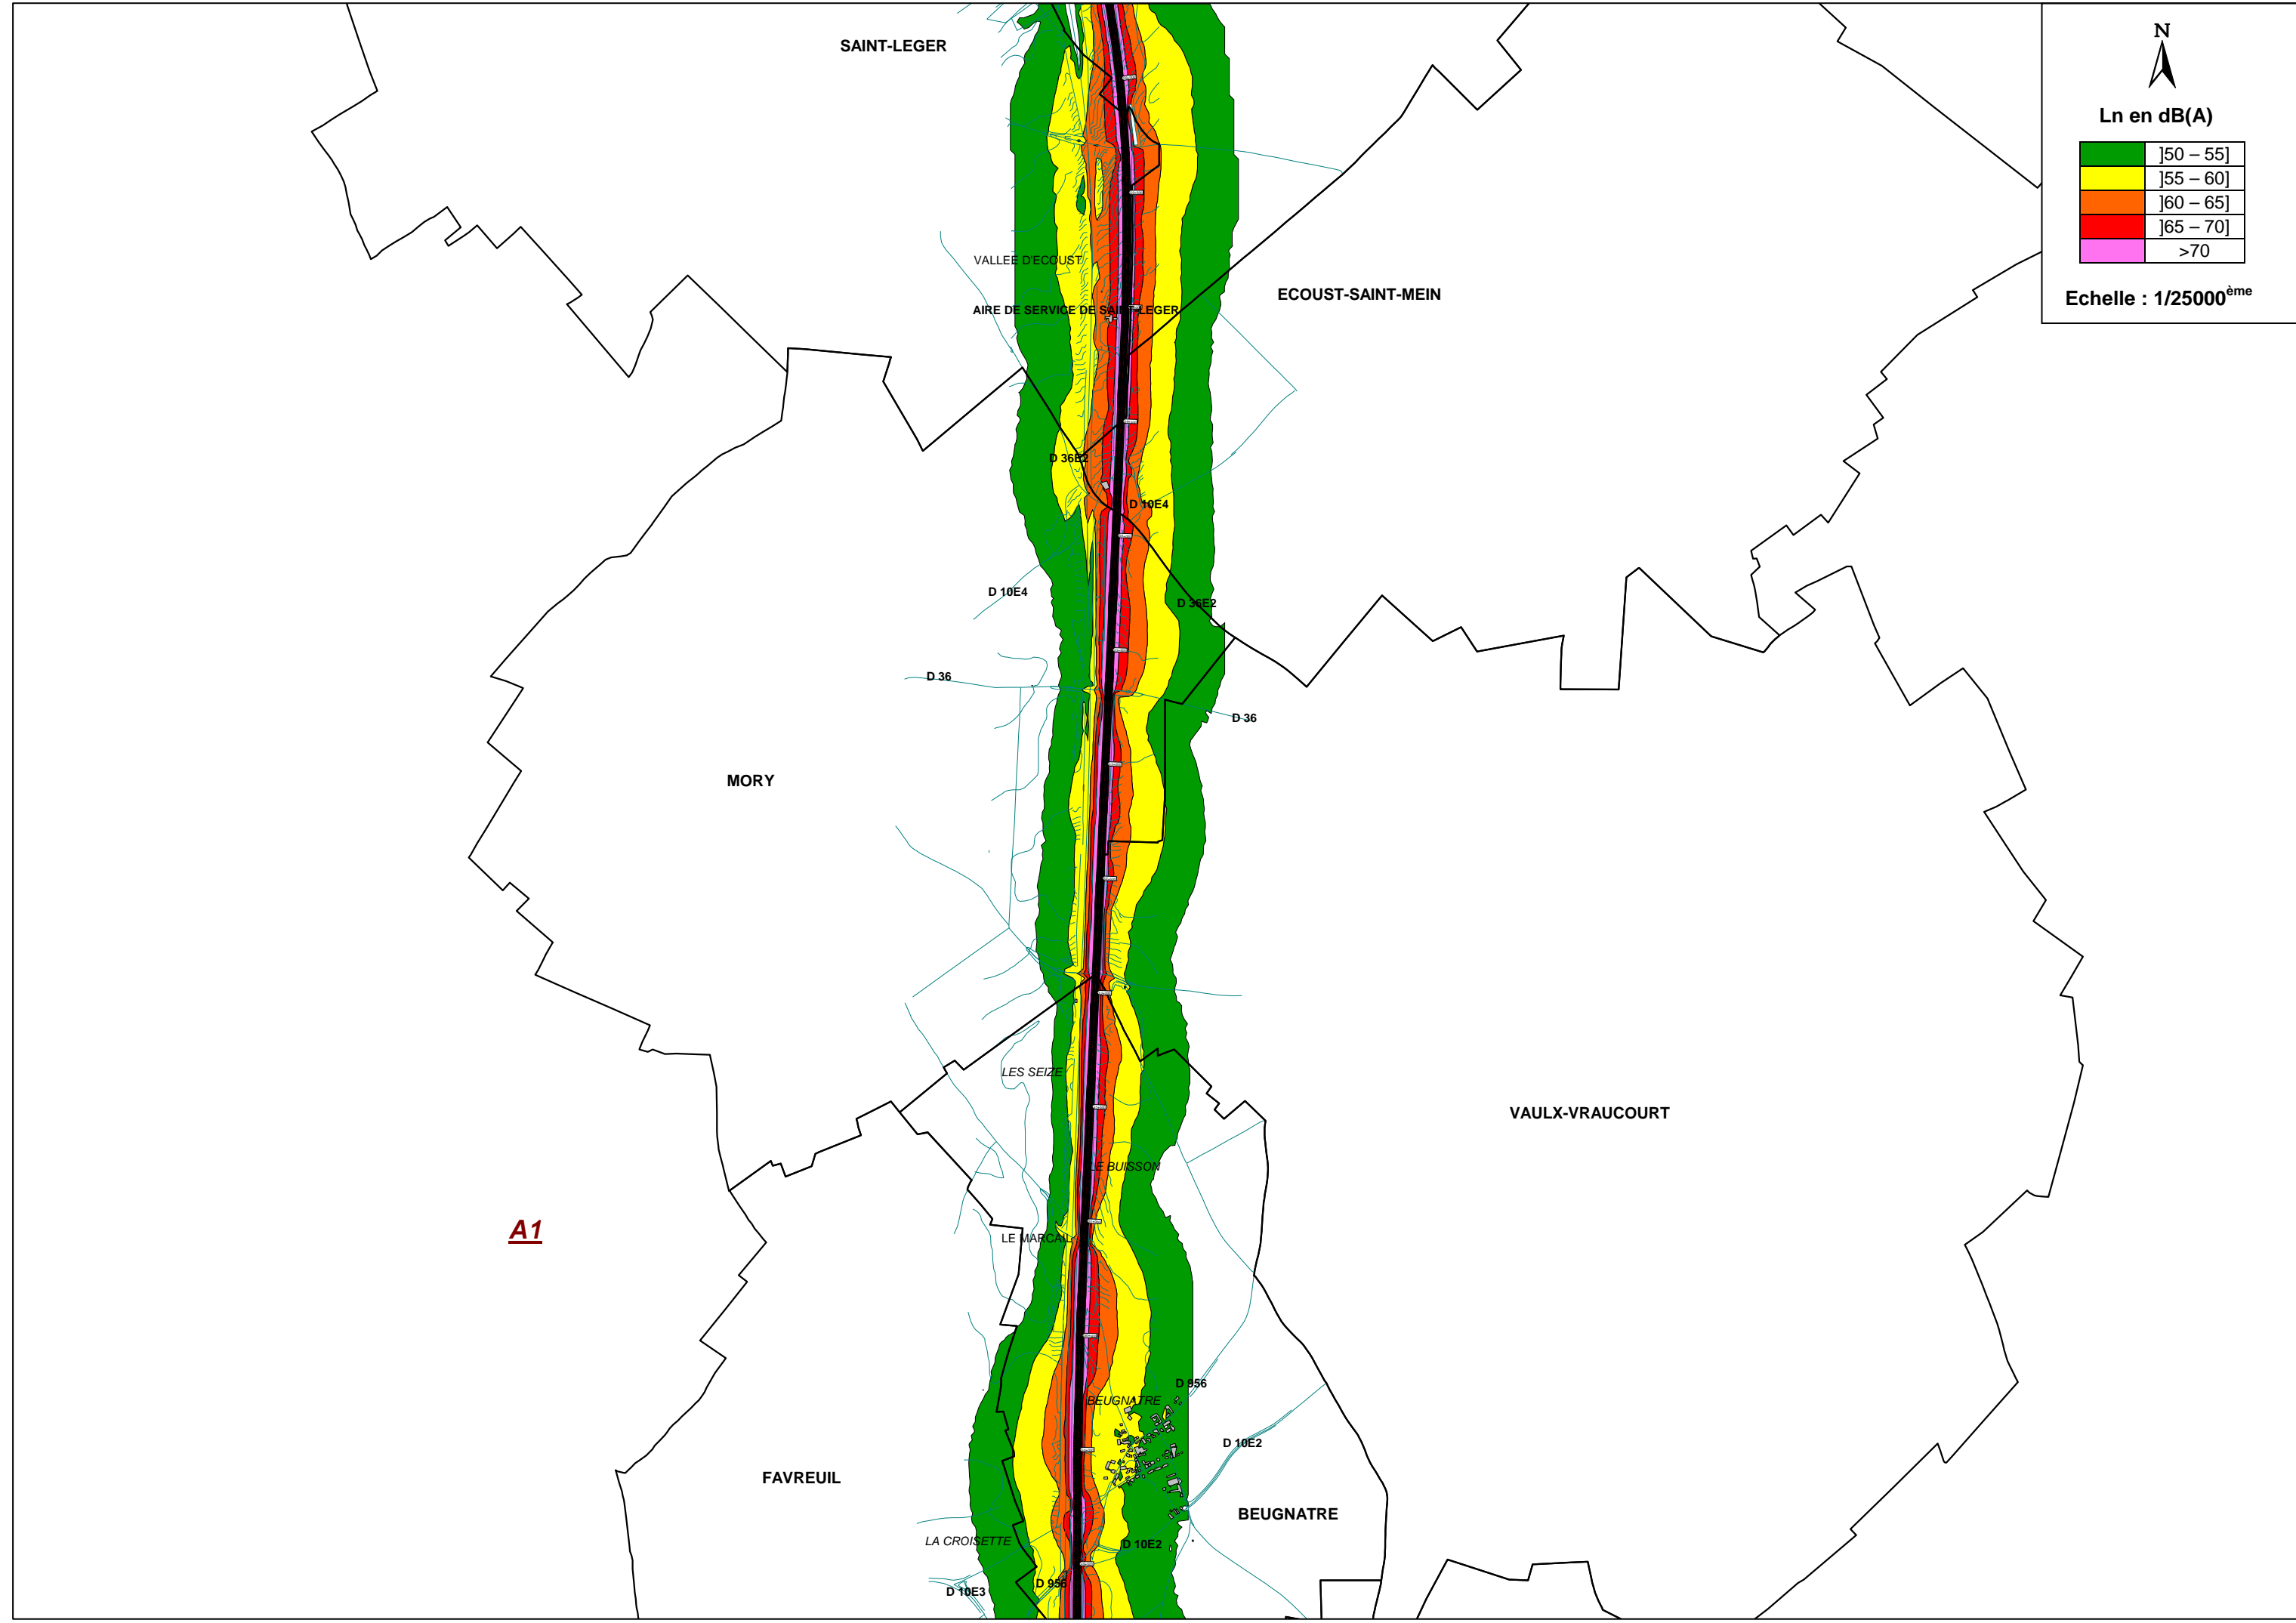 SAINT-LEGER
N
Ln en dB(A)
]50 – 55]
]55 – 60]
]60 – 65]
]65 – 70]
>70
Echelle : 1/25000ème
VALLEE D'ECOUST
ECOUST-SAINT-MEIN
AIRE DE SERVICE DE SAINT-LEGER
D 36E2
D 10E4
D 10E4
D 36E2
D 36
D 36
MORY
LES SEIZE
VAULX-VRAUCOURT
LE BUISSON
A1
LE MARCAIL
D 956
BEUGNATRE
D 10E2
FAVREUIL
BEUGNATRE
LA CROISETTE
D 10E2
D 956
D 10E3